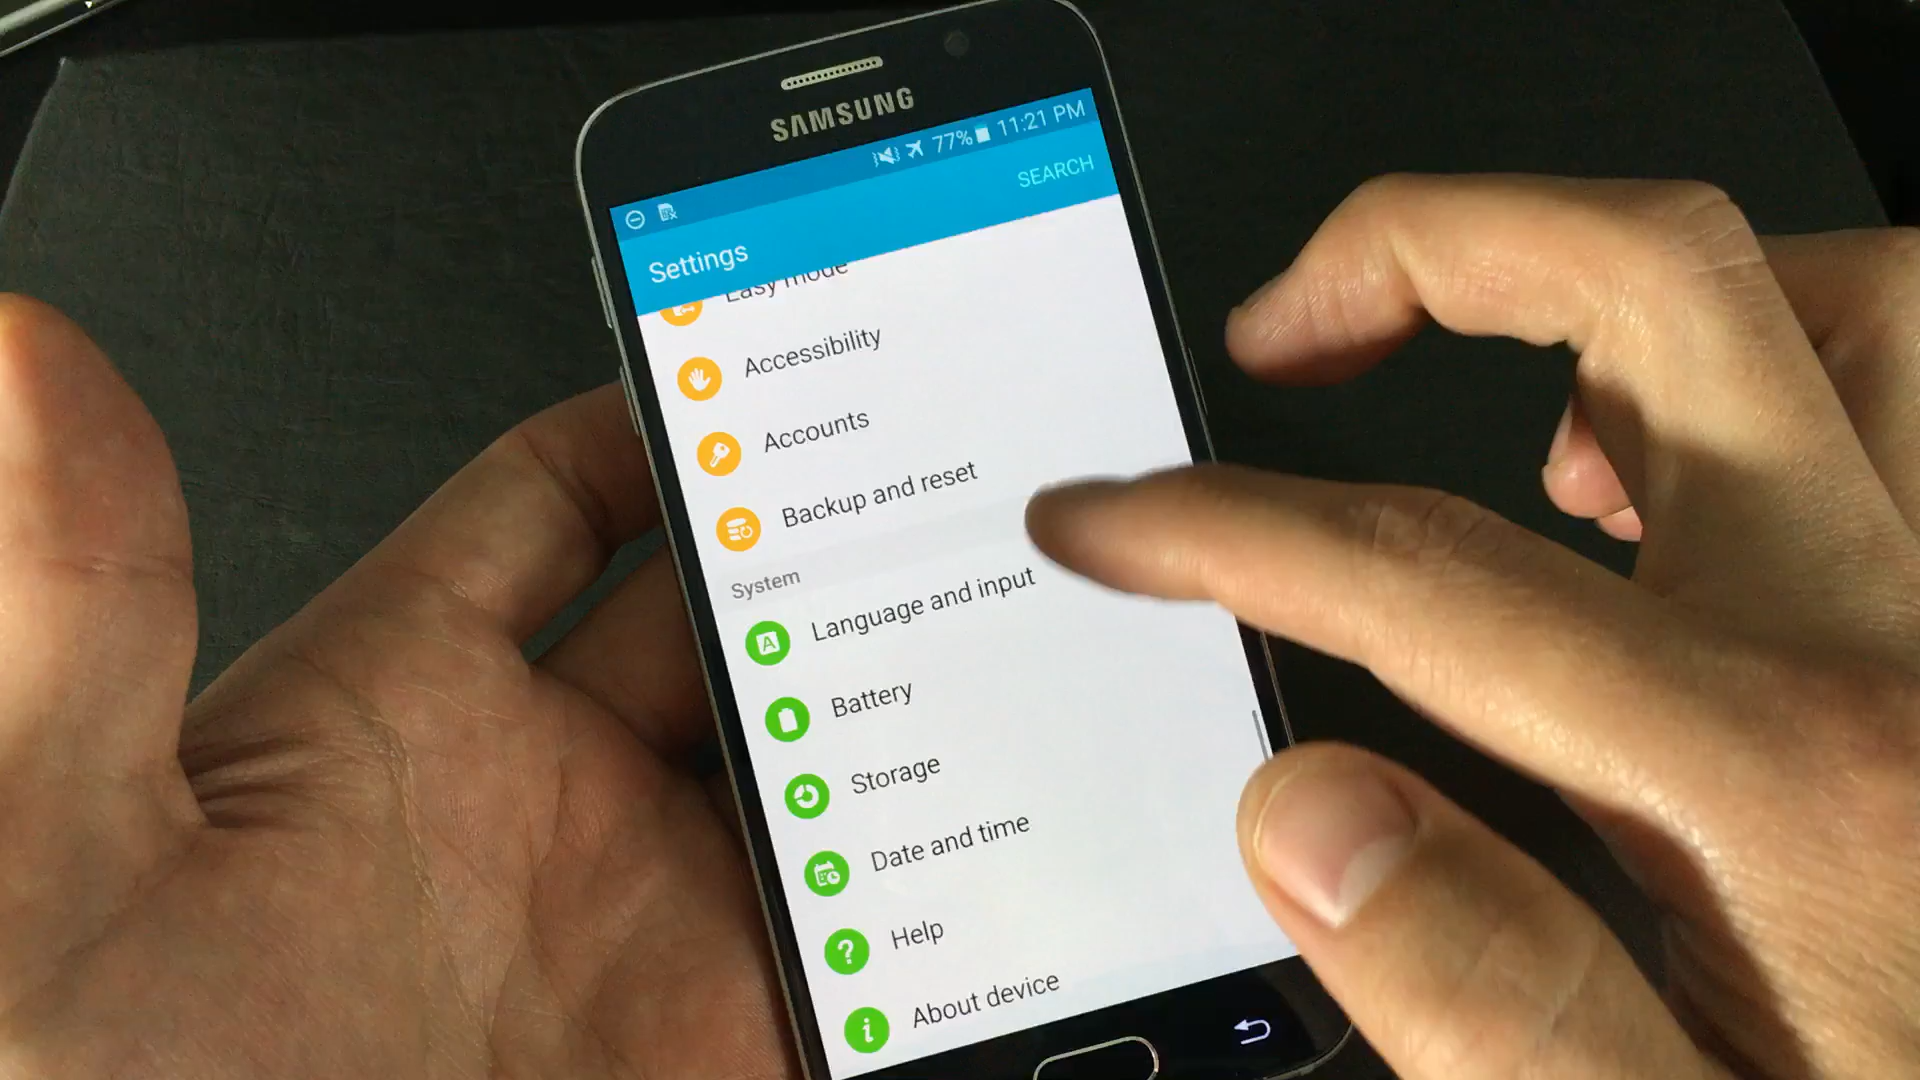 SAMSUNG
77% 11:21 PM
SEARCH
Settings
Easy mode
Accessibility
Accounts
Backup and reset
System
A Language and input
Battery
Storage
Date and time
? Help
i About device